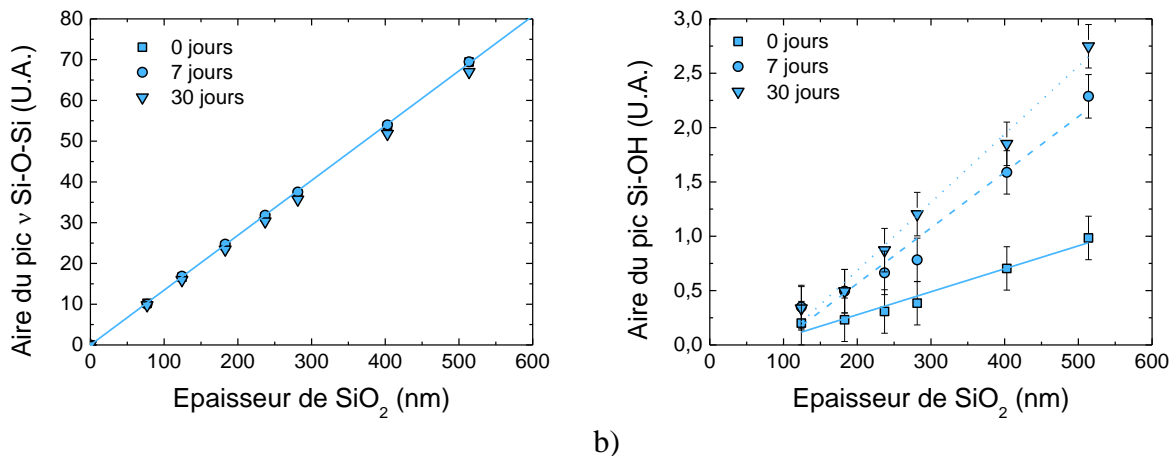 80
70
60
50
40
30
20
10
0
0 100 200 300 400 500 600
Aire du pic ν Si-O-Si (U.A.)
Epaisseur de SiO2 (nm)
0 jours
7 jours
30 jours
3,0
2,5
2,0
1,5
1,0
0,5
0,0
0 100 200 300 400 500 600
Aire du pic Si-OH (U.A.)
Epaisseur de SiO2 (nm)
0 jours
7 jours
30 jours
b)